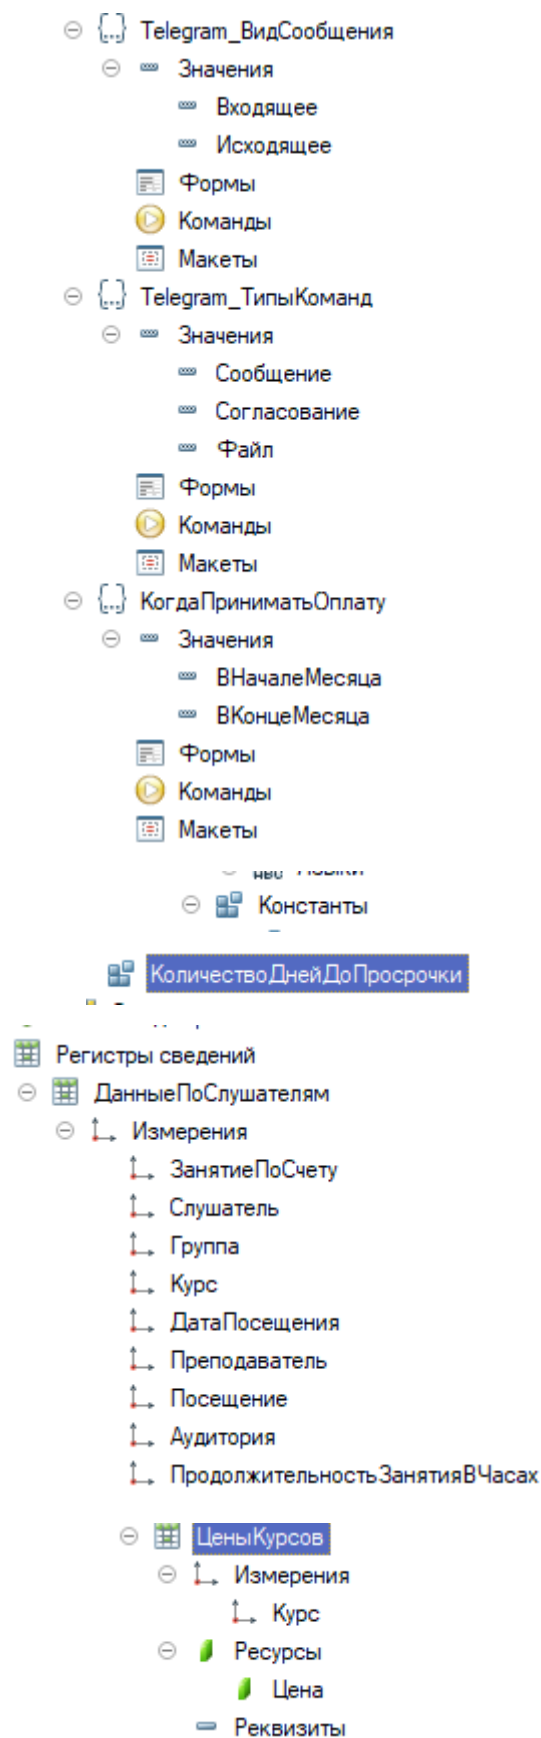 Telegram_ВидСообщения
Значения
Входящее
Исходящее
Формы
Команды
Макеты
Telegram_ТипыКоманд
Значения
Сообщение
Согласование
Файл
Формы
Команды
Макеты
КогдаПриниматьОплату
Значения
ВНачалеМесяца
ВКонцеМесяца
Формы
Команды
Макеты
Константы
КоличествоДнейДоПросрочки
Регистры сведений
ДанныеПоСлушателям
Измерения
ЗанятиеПоСчету
Слушатель
Группа
Курс
ДатаПосещения
Преподаватель
Посещение
Аудитория
ПродолжительностьЗанятияВЧасах
ЦеныКурсов
Измерения
Курс
Ресурсы
Цена
Реквизиты